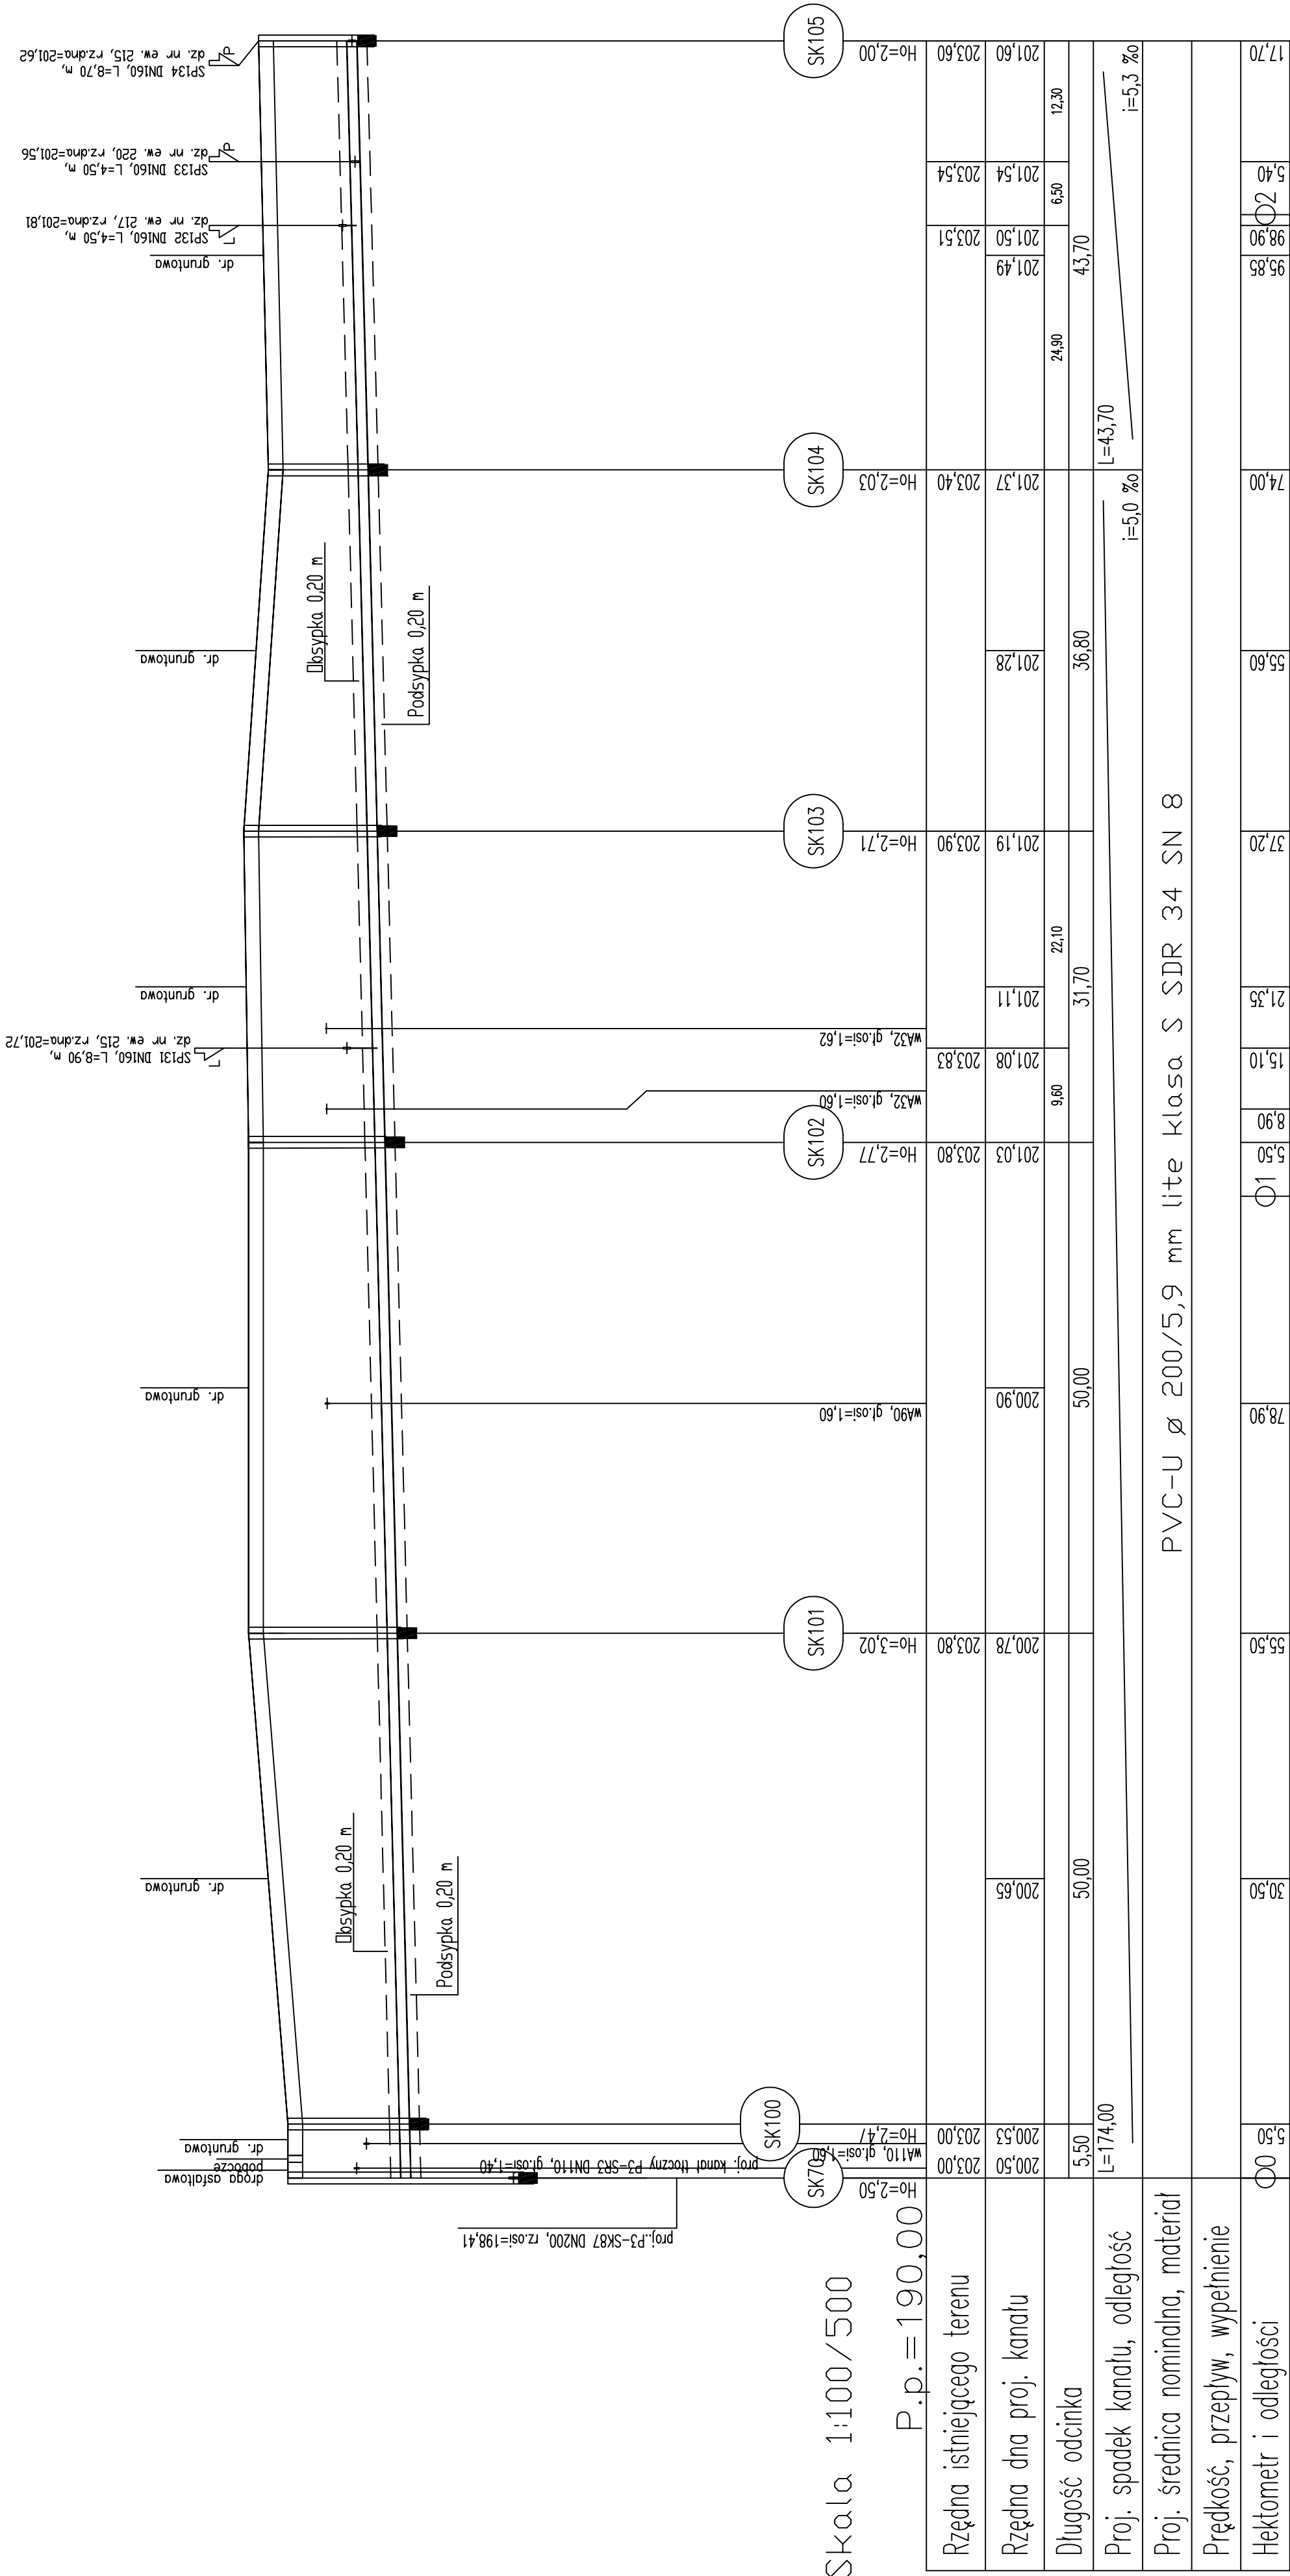 SP134 DN160, L=8,70 m,
dz. nr ew. 215, rz.dna=201,62
P
SP133 DN160, L=4,50 m,
dz. nr ew. 220, rz.dna=201,56
P
SP132 DN160, L=4,50 m,
dz. nr ew. 217, rz.dna=201,81
L
dr. gruntowa
dr. gruntowa
dr. gruntowa
SP131 DN160, L=8,90 m,
dz. nr ew. 215, rz.dna=201,72
L
dr. gruntowa
dr. gruntowa
dr. gruntowa
pobocze
droga asfaltowa
Obsypka 0,20 m
Podsypka 0,20 m
Obsypka 0,20 m
Podsypka 0,20 m
proj..P3-SK87 DN200, rz.osi=198,41
proj. kanał tłoczny P3-SR3 DN110, gł.osi=1,40
WA110, gł.osi=1,60
WA90, gł.osi=1,60
WA32, gł.osi=1,60
WA32, gł.osi=1,62
SK70
SK100
SK101
SK102
SK103
SK104
SK105
Ho=2,50
Ho=2,47
Ho=3,02
Ho=2,77
Ho=2,71
Ho=2,03
Ho=2,00
Skala 1:100/500
P.p.=190,00
Rzędna istniejącego terenu
203,00
203,00
203,80
203,80
203,83
203,90
203,40
203,51
203,54
203,60
Rzędna dna proj. kanału
200,50
200,53
200,65
200,78
200,90
201,03
201,08
201,11
201,19
201,28
201,37
201,49
201,50
201,54
201,60
Długość odcinka
9,60
22,10
24,90
6,50
12,30
5,50
50,00
50,00
31,70
36,80
43,70
Proj. spadek kanału, odległość
L=174,00
i=5,0 ‰
L=43,70
i=5,3 ‰
Proj. średnica nominalna, materiał
PVC-U ø 200/5,9 mm lite klasa S SDR 34 SN 8
Prędkość, przepływ, wypełnienie
Hektometr i odległości
0
5,50
30,50
55,50
78,90
1
5,50
8,90
15,10
21,35
37,20
55,60
74,00
95,85
98,90
2
5,40
17,70